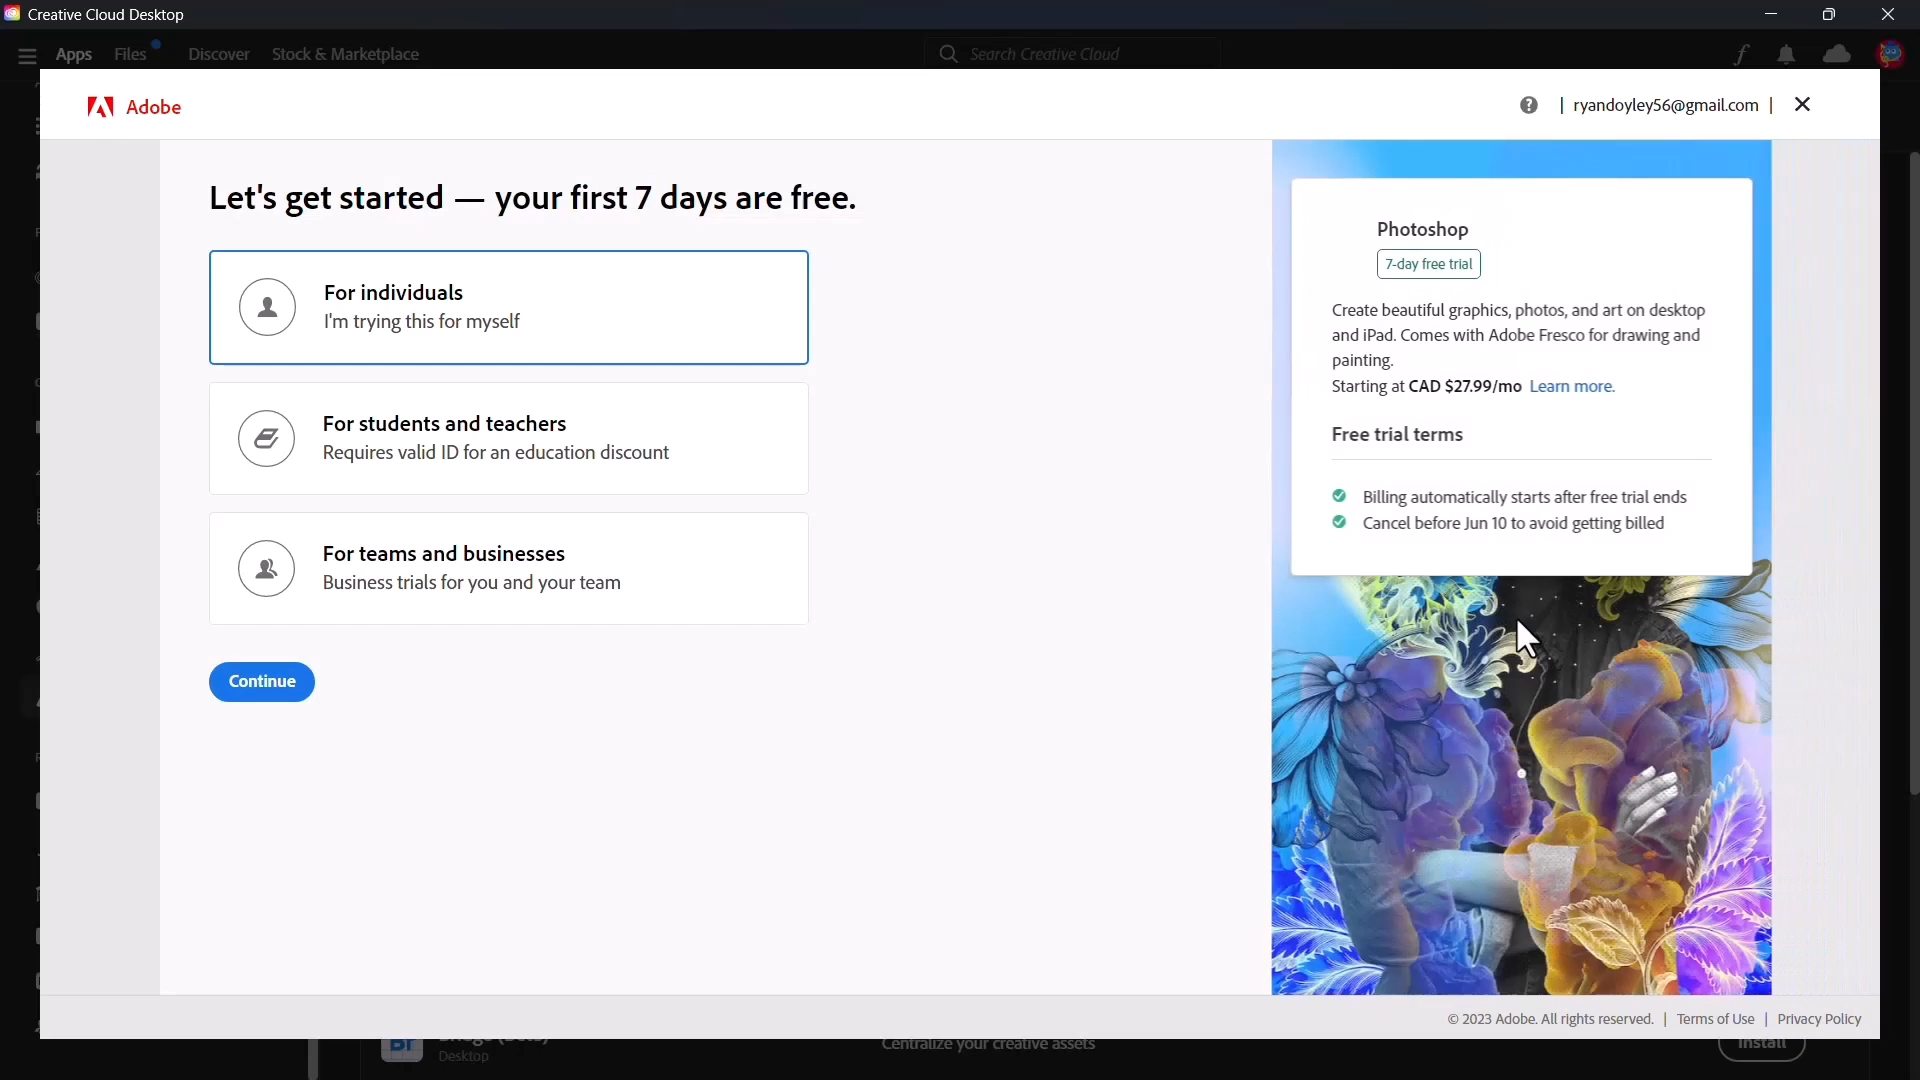 Creative Cloud Desktop
Apps Files Discover Stock & Marketplace
Search Creative Cloud
Adobe
ryandoyley56@gmail.com
Let's get started — your first 7 days are free.
For individuals
I'm trying this for myself
For students and teachers
Requires valid ID for an education discount
For teams and businesses
Business trials for you and your team
Continue
Photoshop
7-day free trial
Create beautiful graphics, photos, and art on desktop
and iPad. Comes with Adobe Fresco for drawing and
painting.
Starting at CAD $27.99/mo Learn more.
Free trial terms
Billing automatically starts after free trial ends
Cancel before Jun 10 to avoid getting billed
© 2023 Adobe. All rights reserved. | Terms of Use | Privacy Policy
Br
Desktop
Centralize your creative assets
Install